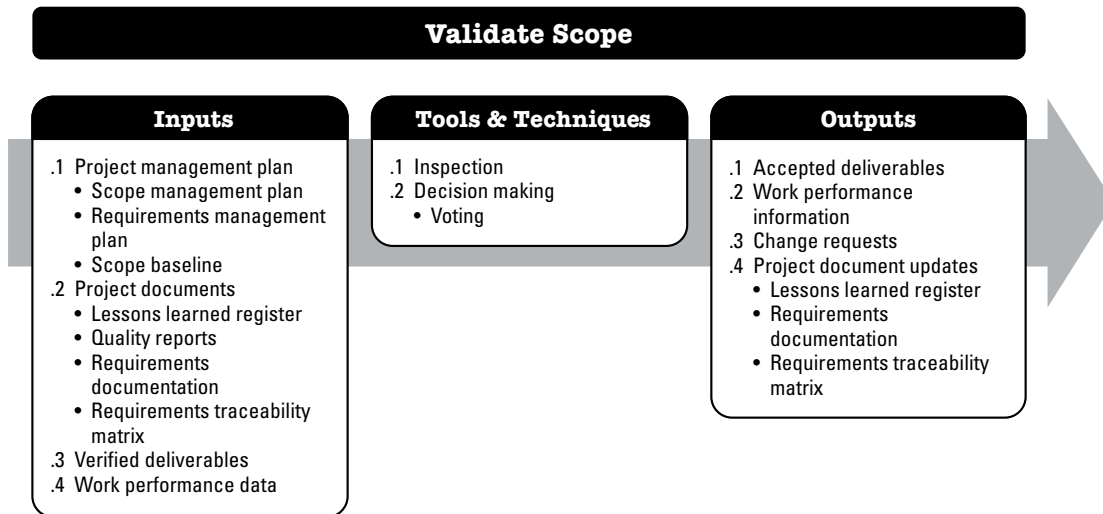 Validate Scope
Inputs
.1 Project management plan
• Scope management plan
• Requirements management
plan
• Scope baseline
.2 Project documents
• Lessons learned register
• Quality reports
• Requirements
documentation
• Requirements traceability
matrix
.3 Verified deliverables
.4 Work performance data
Tools & Techniques
.1 Inspection
.2 Decision making
• Voting
Outputs
.1 Accepted deliverables
.2 Work performance
information
.3 Change requests
.4 Project document updates
• Lessons learned register
• Requirements
documentation
• Requirements traceability
matrix